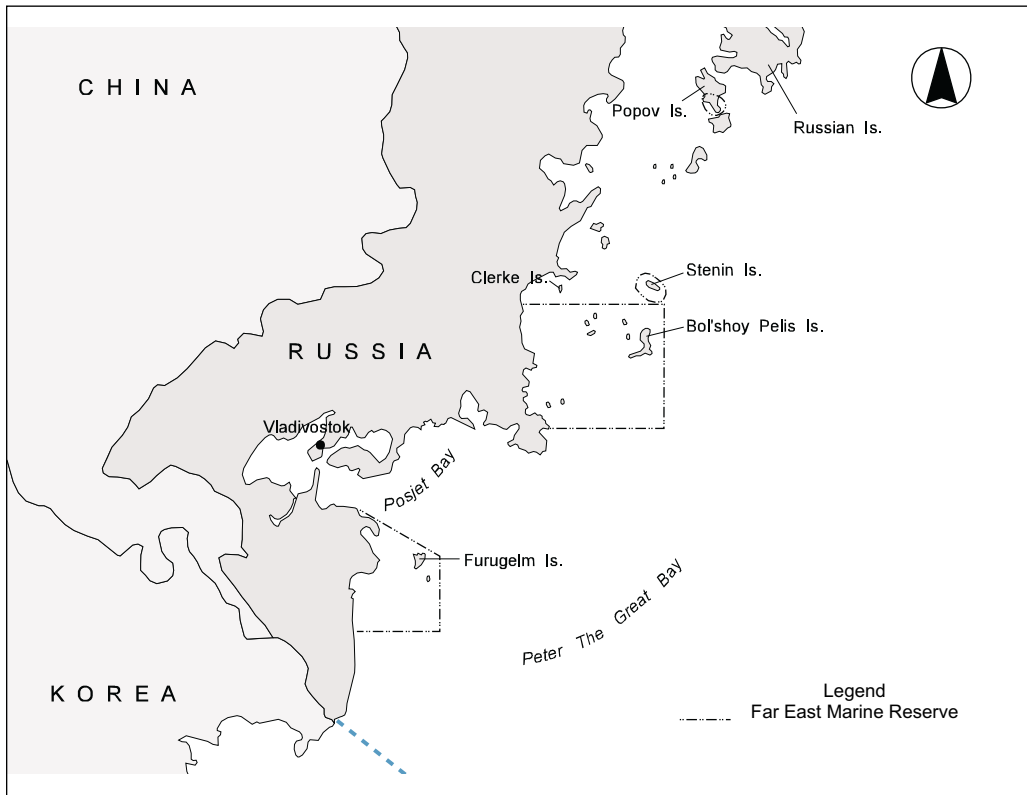 CHINA
Popov Is.
Russian Is.
Clerke Is.
Stenin Is.
Bol'shoy Pelis Is.
RUSSIA
Vladivostok
Posjet Bay
Furugelm Is.
Peter The Great Bay
KOREA
Legend
Far East Marine Reserve